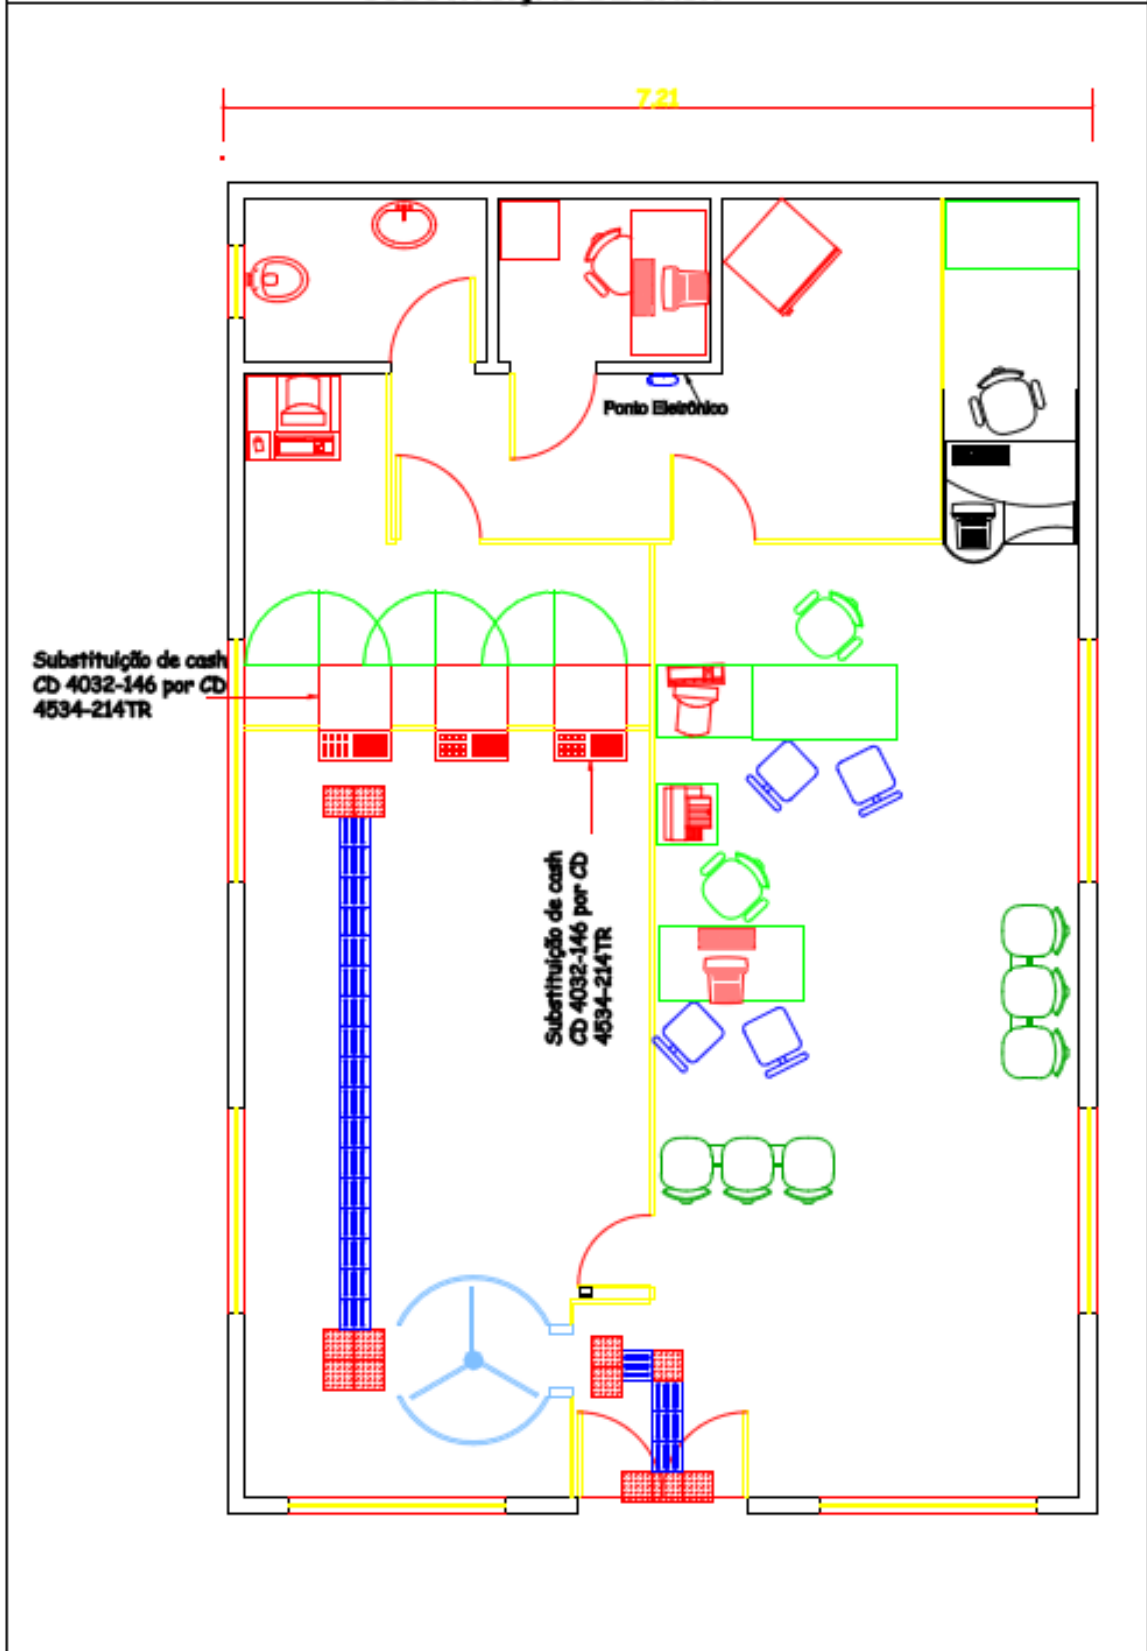 7,21
Ponto Eletrônico
Substituição de cash
CD 4032-146 por CD
4534-214TR
Substituição de cash
CD 4032-146 por CD
4534-214TR